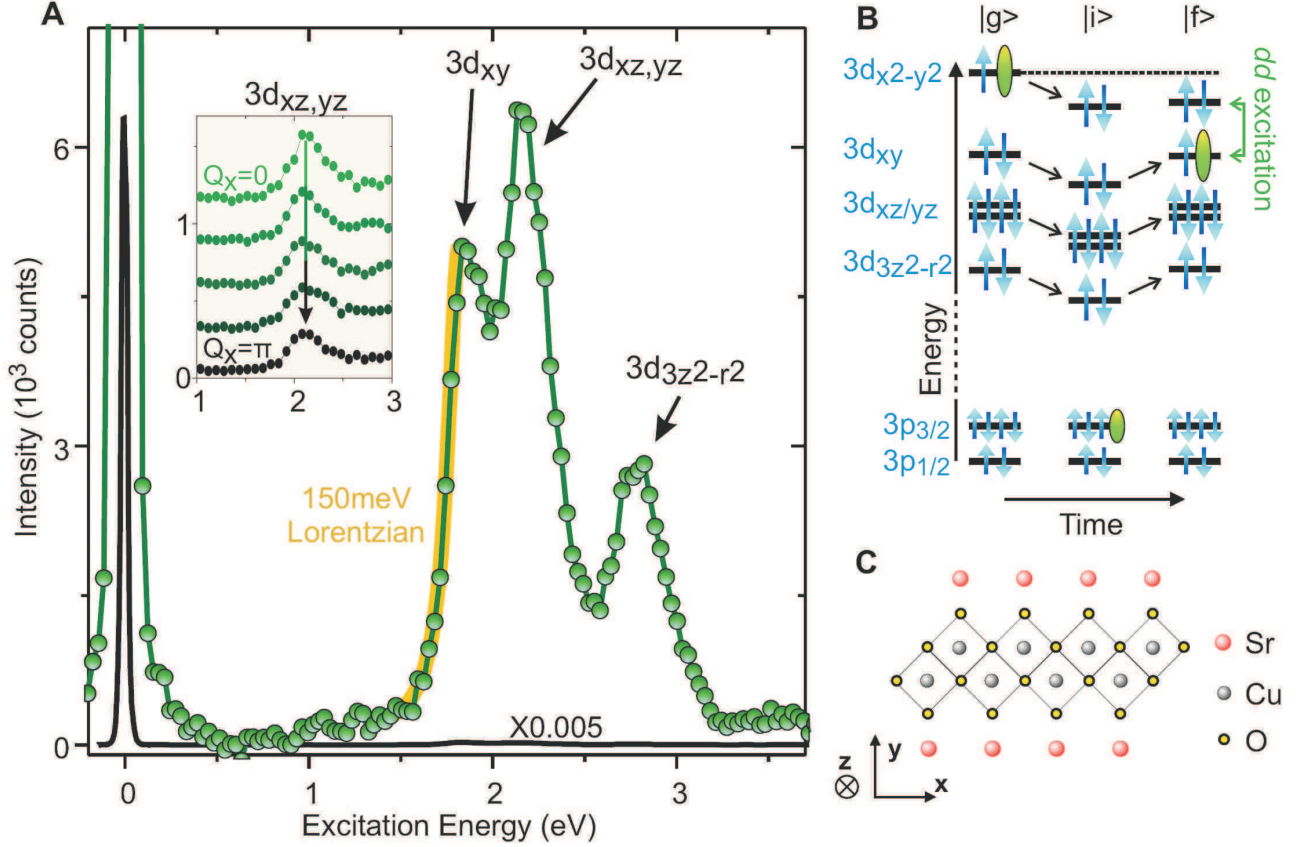 A
3dxy
3dxz,yz
3dxz,yz
Qx=0
Qx=π
1
0
1
2
3
6
3
0
3d3z2-r2
150meV
Lorentzian
X0.005
0
1
2
3
Intensity (10³ counts)
Excitation Energy (eV)
B
|g>
|i>
|f>
3dx2-y2
3dxy
3dxz/yz
3d3z2-r2
dd excitation
Energy
3p3/2
3p1/2
Time
C
Sr
Cu
O
z
y
x